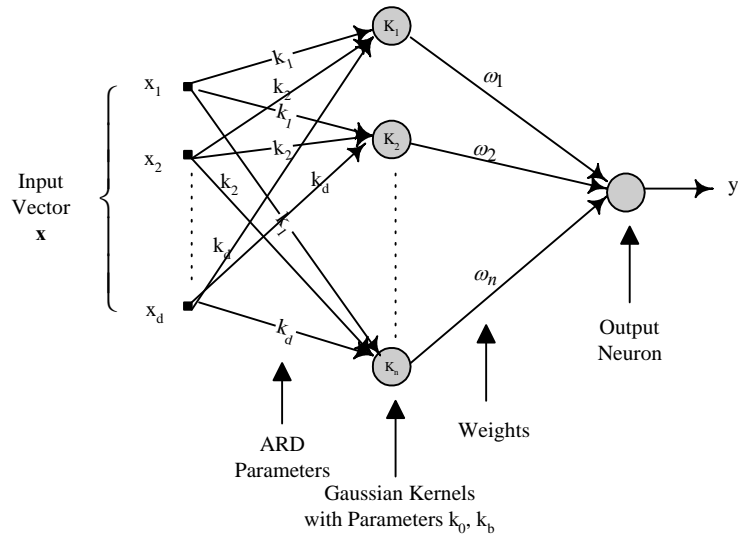 K1
k1
x1
k2
k1
ω1
K2
x2
k2
ω2
k2
kd
Input
Vector
x
k1
kd
ωn
xd
kd
Kn
Output
Neuron
Weights
ARD
Parameters
Gaussian Kernels
with Parameters k0, kb
y